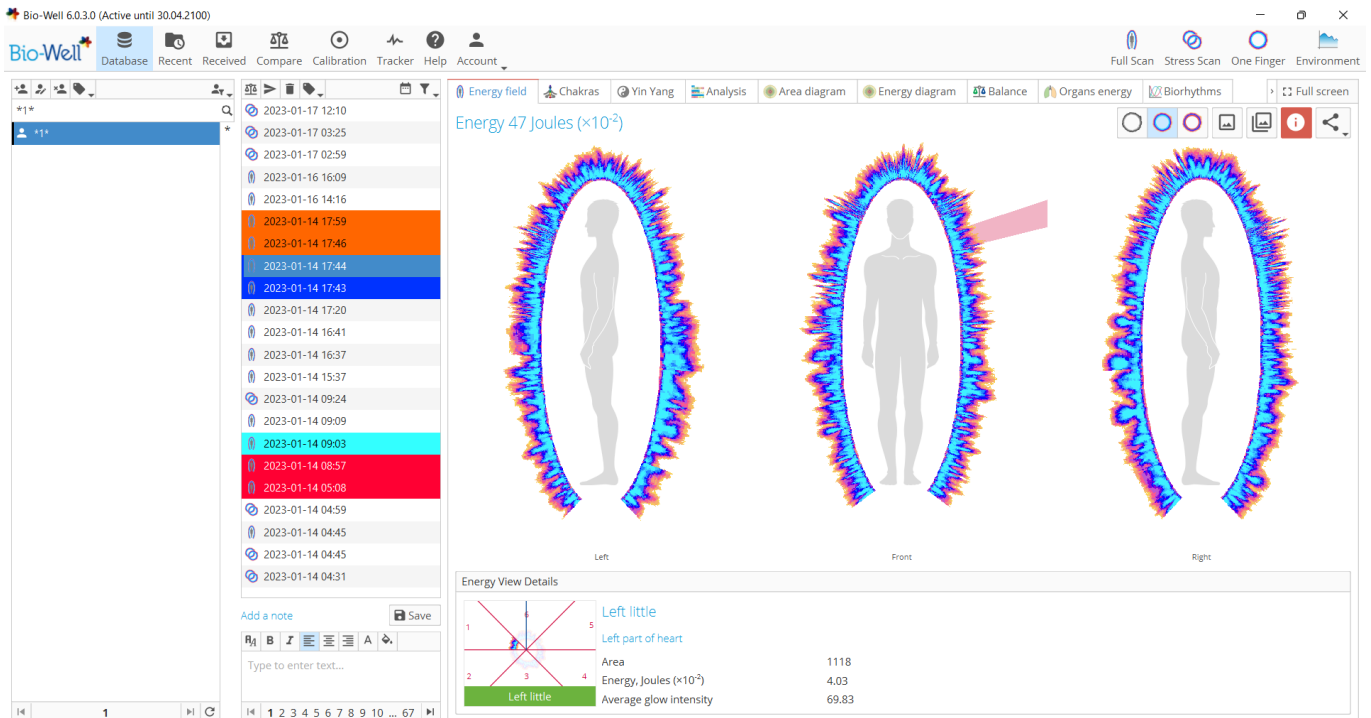 Bio-Well 6.0.3.0 (Active until 30.04.2100)
Bio-Well
Database Recent Received Compare Calibration Tracker Help Account
Full Scan Stress Scan One Finger Environment
*1*
*1*
*
2023-01-17 12:10
2023-01-17 03:25
2023-01-17 02:59
2023-01-16 16:09
2023-01-16 14:16
2023-01-14 17:59
2023-01-14 17:46
2023-01-14 17:44
2023-01-14 17:43
2023-01-14 17:20
2023-01-14 16:41
2023-01-14 16:37
2023-01-14 15:37
2023-01-14 09:24
2023-01-14 09:09
2023-01-14 09:03
2023-01-14 08:57
2023-01-14 05:08
2023-01-14 04:59
2023-01-14 04:45
2023-01-14 04:45
2023-01-14 04:31
Add a note Save
B I A
Type to enter text...
1
1 2 3 4 5 6 7 8 9 10 ... 67
Energy field Chakras Yin Yang Analysis Area diagram Energy diagram Balance Organs energy Biorhythms Full screen
Energy 47 Joules (×10⁻²)
Left Front Right
Energy View Details
1 6 5
2 3 4
Left little
Left little
Left part of heart
Area 1118
Energy, Joules (×10⁻²) 4.03
Average glow intensity 69.83